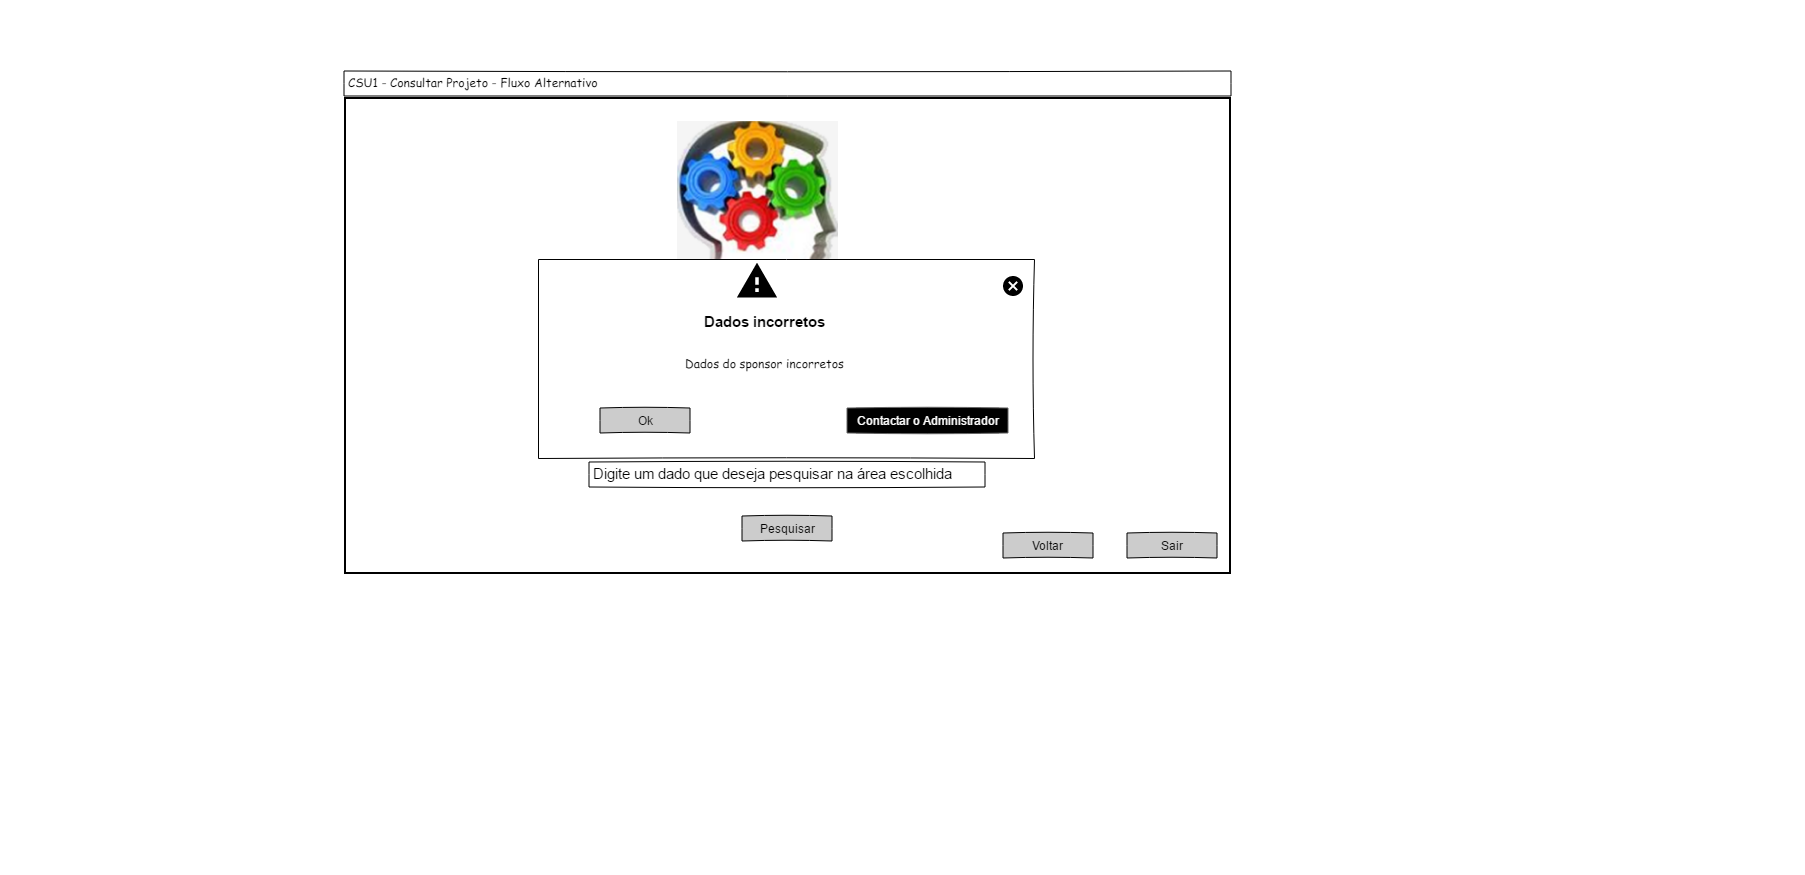 CSU1 - Consultar Projeto - Fluxo Alternativo
Dados incorretos
Dados do sponsor incorretos
Ok
Contactar o Administrador
Digite um dado que deseja pesquisar na área escolhida
Pesquisar
Voltar
Sair